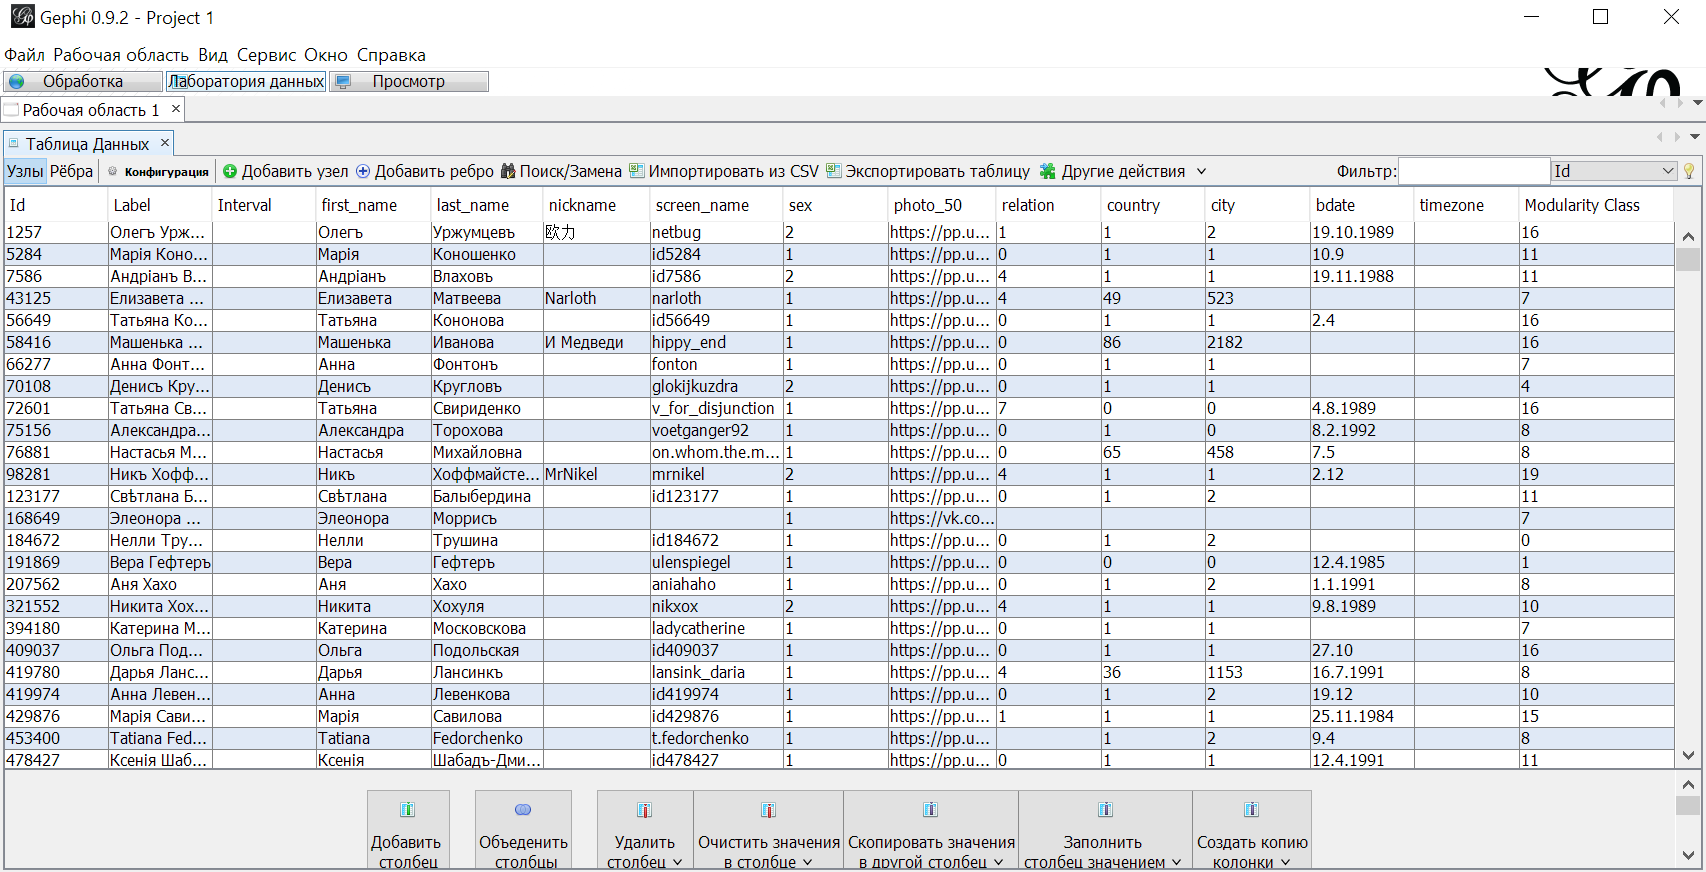 Gephi 0.9.2 - Project 1
Файл Рабочая область Вид Сервис Окно Справка
Обработка Лаборатория данных Просмотр
Рабочая область 1 ×
Таблица Данных ×
Узлы Рёбра Конфигурация Добавить узел Добавить ребро Поиск/Замена Импортировать из CSV Экспортировать таблицу Другие действия Фильтр: Id
Id Label Interval first_name last_name nickname screen_name sex photo_50 relation country city bdate timezone Modularity Class
1257 Олегъ Урж... Олегъ Уржумцевъ 欧力 netbug 2 https://pp.u... 1 1 2 19.10.1989 16
5284 Марія Коно... Марія Коношенко id5284 1 https://pp.u... 0 1 1 10.9 11
7586 Андріанъ В... Андріанъ Влаховъ id7586 2 https://pp.u... 4 1 1 19.11.1988 11
43125 Елизавета ... Елизавета Матвеева Narloth narloth 1 https://pp.u... 4 49 523 7
56649 Татьяна Ко... Татьяна Кононова id56649 1 https://pp.u... 0 1 1 2.4 16
58416 Машенька ... Машенька Иванова И Медведи hippy_end 1 https://pp.u... 0 86 2182 16
66277 Анна Фонт... Анна Фонтонъ fonton 1 https://pp.u... 0 1 1 7
70108 Денисъ Кру... Денисъ Кругловъ glokijkuzdra 2 https://pp.u... 0 1 1 4
72601 Татьяна Св... Татьяна Свириденко v_for_disjunction 1 https://pp.u... 7 0 0 4.8.1989 16
75156 Александра... Александра Торохова voetganger92 1 https://pp.u... 0 1 0 8.2.1992 8
76881 Настасья М... Настасья Михайловна on.whom.the.m... 1 https://pp.u... 0 65 458 7.5 8
98281 Никъ Хофф... Никъ Хоффмайсте... MrNikel mrnikel 2 https://pp.u... 4 1 1 2.12 19
123177 Свѣтлана Б... Свѣтлана Балыбердина id123177 1 https://pp.u... 0 1 2 11
168649 Элеонора ... Элеонора Моррисъ 1 https://vk.co... 7
184672 Нелли Тру... Нелли Трушина id184672 1 https://pp.u... 0 1 2 0
191869 Вера Гефтеръ Вера Гефтеръ ulenspiegel 1 https://pp.u... 0 0 0 12.4.1985 1
207562 Аня Хахо Аня Хахо aniahaho 1 https://pp.u... 0 1 2 1.1.1991 8
321552 Никита Хох... Никита Хохуля nikxox 2 https://pp.u... 4 1 1 9.8.1989 10
394180 Катерина М... Катерина Московскова ladycatherine 1 https://pp.u... 0 1 1 7
409037 Ольга Под... Ольга Подольская id409037 1 https://pp.u... 0 1 1 27.10 16
419780 Дарья Ланс... Дарья Лансинкъ lansink_daria 1 https://pp.u... 4 36 1153 16.7.1991 8
419974 Анна Левен... Анна Левенкова id419974 1 https://pp.u... 0 1 2 19.12 10
429876 Марія Сави... Марія Савилова id429876 1 https://pp.u... 1 1 1 25.11.1984 15
453400 Tatiana Fed... Tatiana Fedorchenko t.fedorchenko 1 https://pp.u... 1 2 9.4 8
478427 Ксенія Шаб... Ксенія Шабадъ-Дми... id478427 1 https://pp.u... 0 1 1 12.4.1991 11
Добавить Объеденить Удалить Очистить значения Скопировать значения Заполнить Создать копию
столбец столбцы столбец в столбце в другой столбец столбец значением колонки